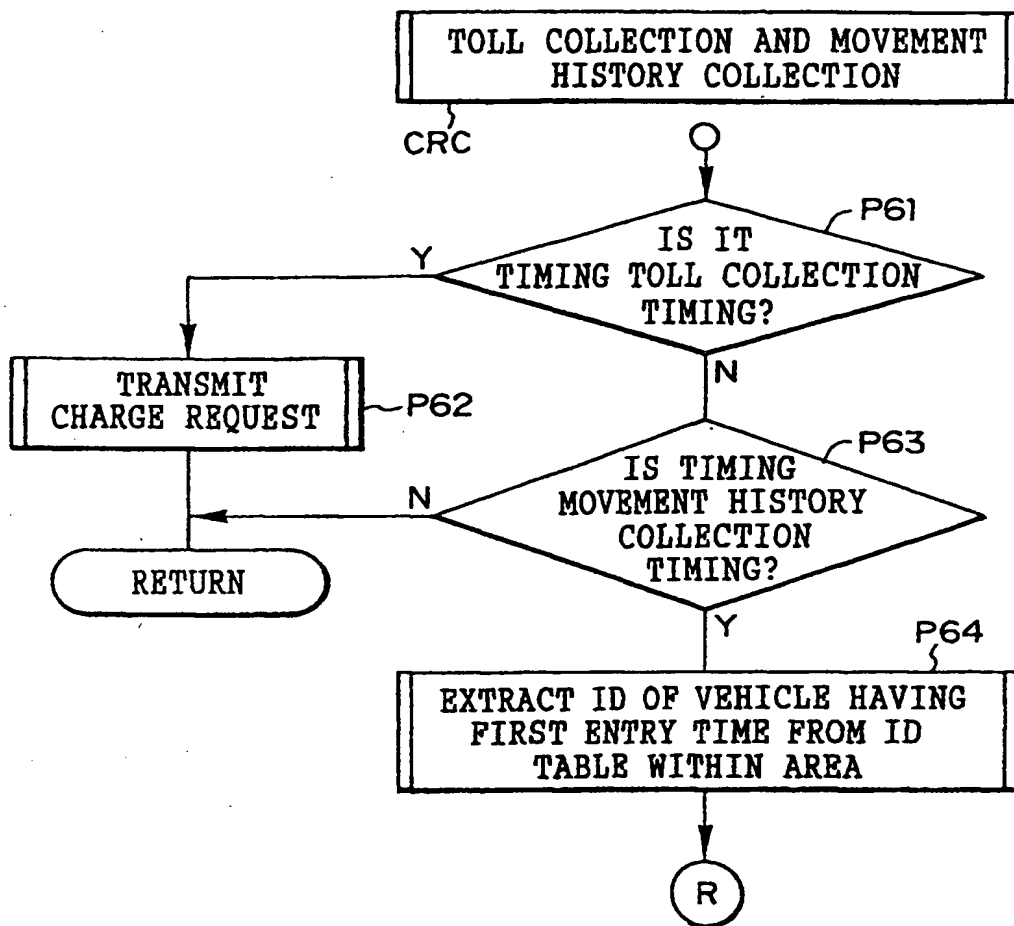 TOLL COLLECTION AND MOVEMENT
HISTORY COLLECTION
CRC
P61
IS IT
TIMING TOLL COLLECTION
TIMING?
Y
N
TRANSMIT
CHARGE REQUEST
P62
P63
IS TIMING
MOVEMENT HISTORY
COLLECTION
TIMING?
N
Y
RETURN
P64
EXTRACT ID OF VEHICLE HAVING
FIRST ENTRY TIME FROM ID
TABLE WITHIN AREA
R